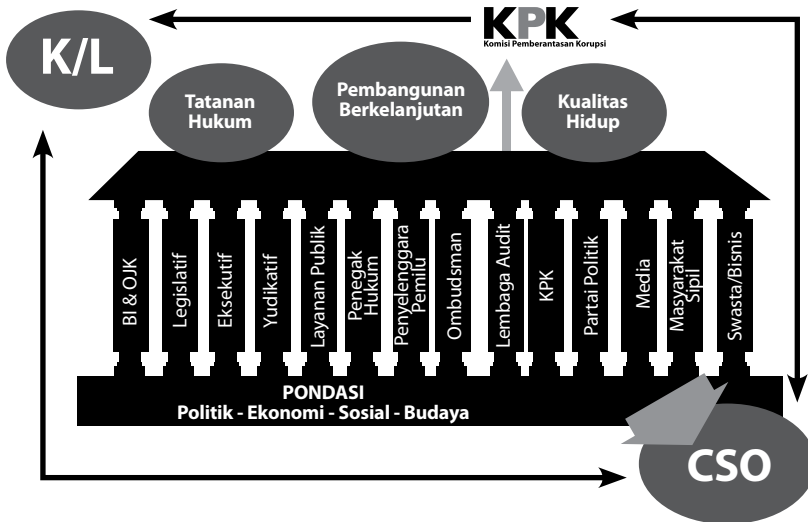 KPK
Komisi Pemberantasan Korupsi
K/L
Tatanan
Hukum
Pembangunan
Berkelanjutan
Kualitas
Hidup
BI & OJK
Legislatif
Eksekutif
Yudikatif
Layanan Publik
Penegak
Hukum
Penyelenggara
Pemilu
Ombudsman
Lembaga Audit
KPK
Partai Politik
Media
Masyarakat
Sipil
Swasta/Bisnis
PONDASI
Politik - Ekonomi - Sosial - Budaya
CSO